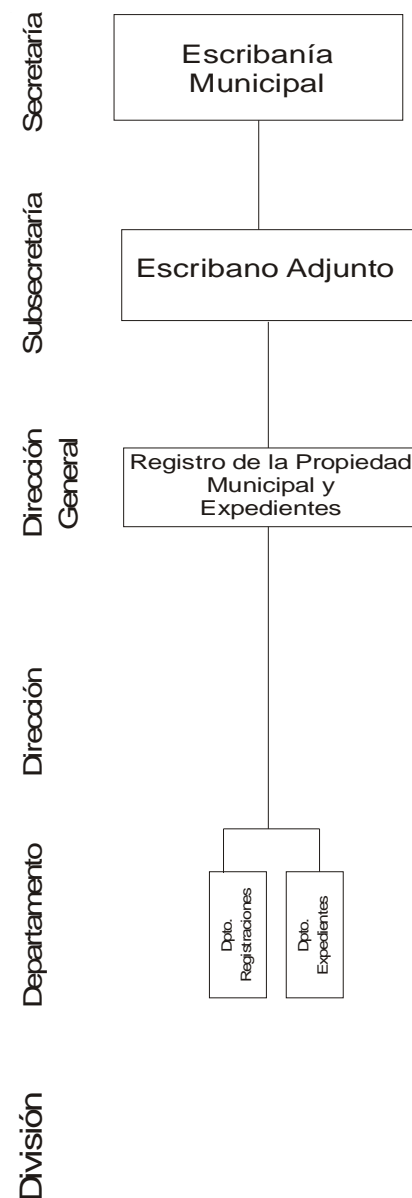 Secretaría
Escribanía
Municipal
Subsecretaría
Escribano Adjunto
Dirección
General
Registro de la Propiedad
Municipal y
Expedientes
Dirección
Departamento
Dpto.
Registraciones
Dpto.
Expedientes
División